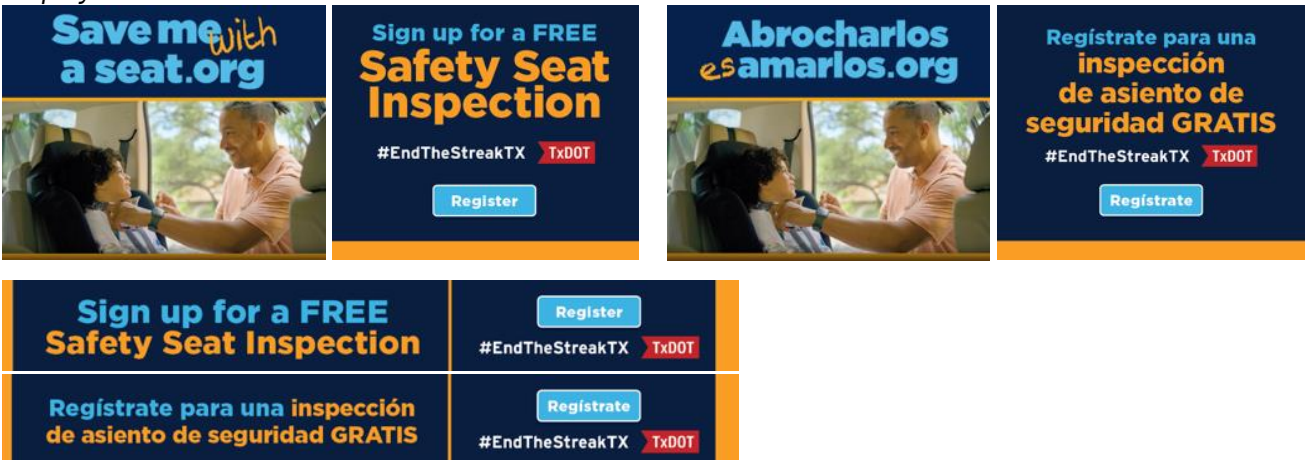 Save me with
a seat.org
Sign up for a FREE
Safety Seat
Inspection
#EndTheStreakTX TxDOT
Register
Abrocharlos
es amarlos.org
Regístrate para una
inspección
de asiento de
seguridad GRATIS
#EndTheStreakTX TxDOT
Regístrate
Sign up for a FREE
Safety Seat Inspection
Register
#EndTheStreakTX TxDOT
Regístrate para una inspección
de asiento de seguridad GRATIS
Regístrate
#EndTheStreakTX TxDOT